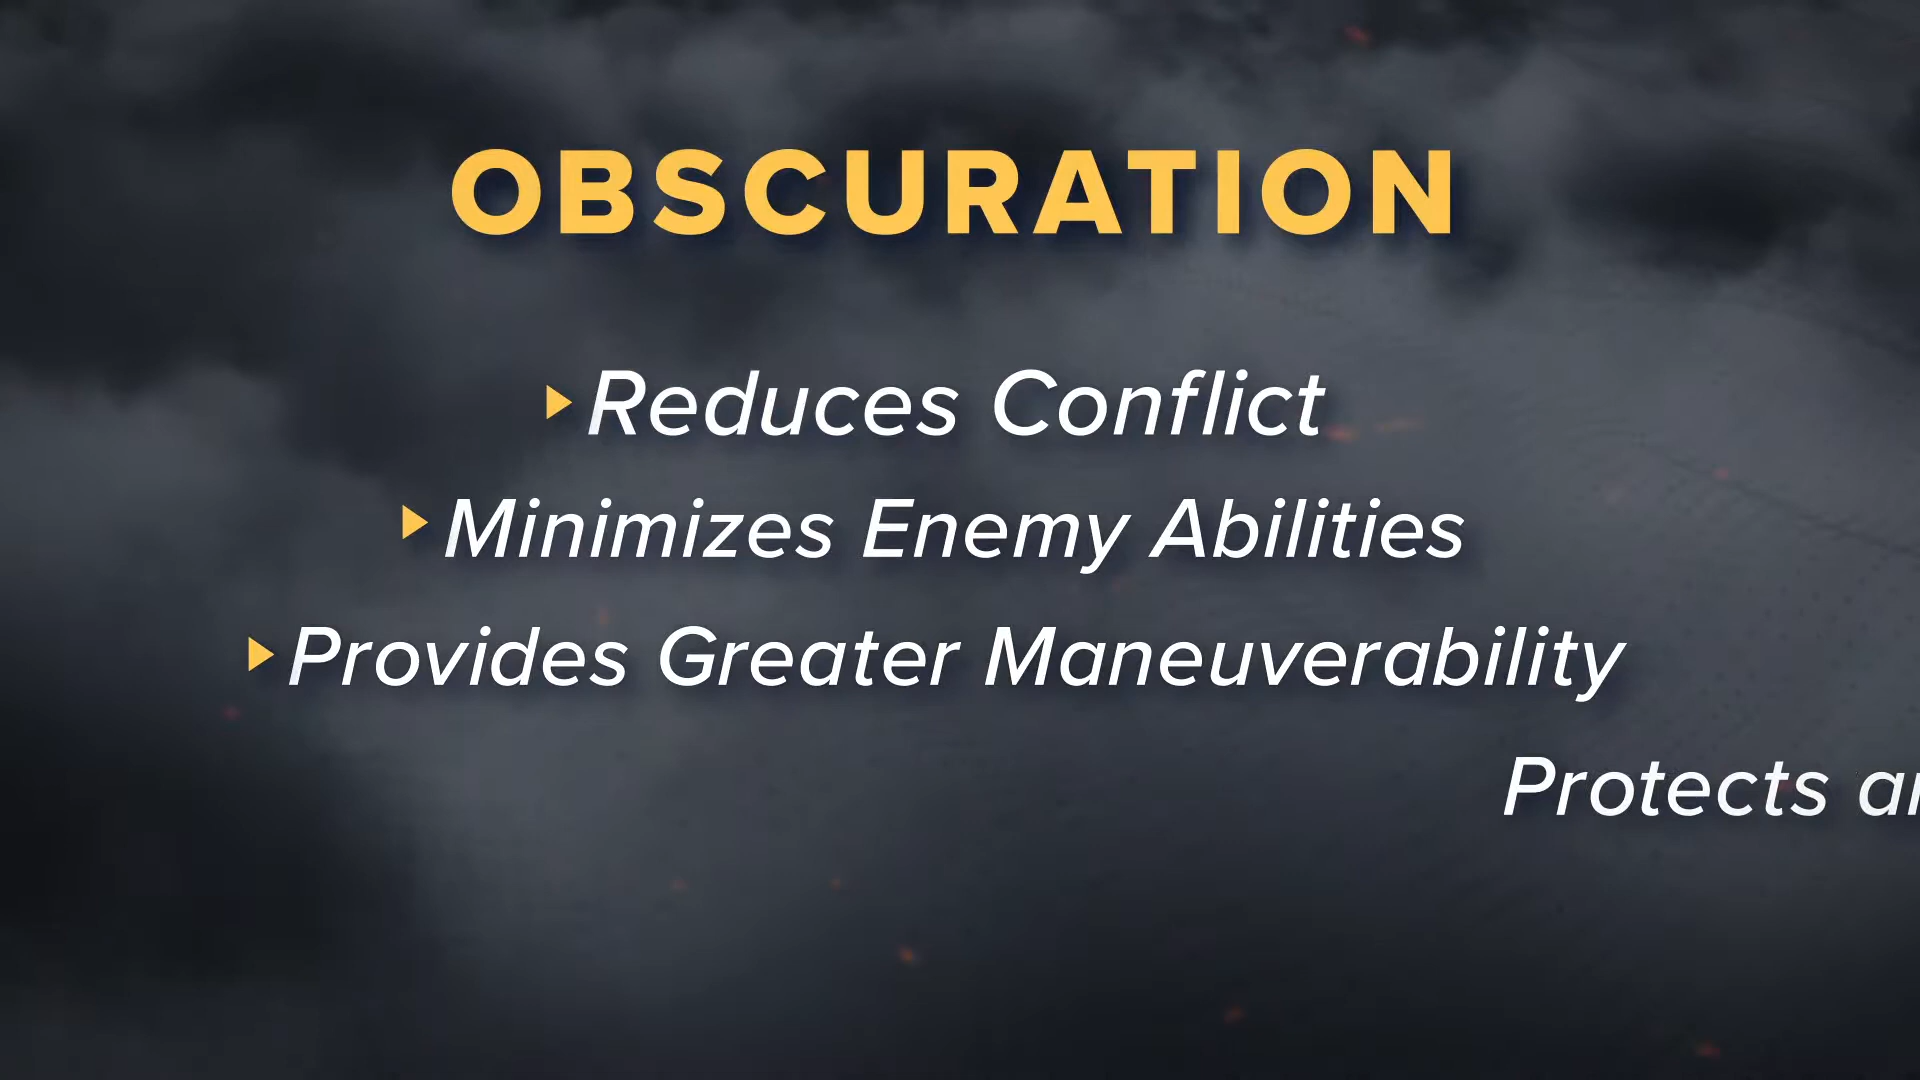 OBSCURATION
Reduces Conflict
Minimizes Enemy Abilities
Provides Greater Maneuverability
Protects